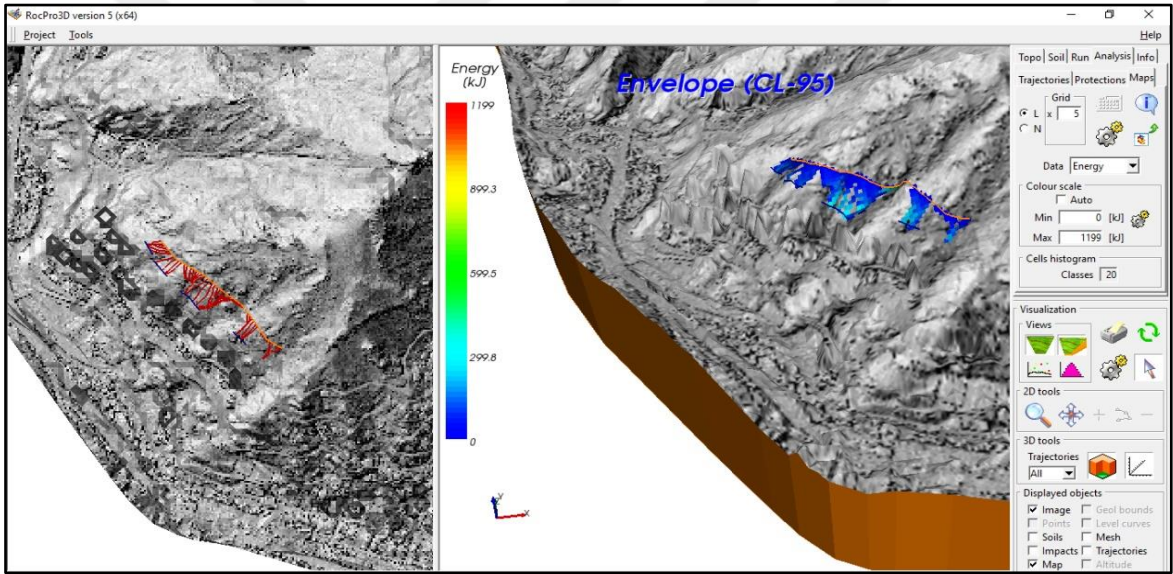 RocPro3D version 5 (x64)
Project Tools
Help
Energy
(kJ)
1199
899.3
599.5
299.8
0
Envelope (CL-95)
Y
X
Topo Soil Run Analysis Info
Trajectories Protections Maps
Grid
L x 5
N
Data Energy
Colour scale
Auto
Min 0 [kJ]
Max 1199 [kJ]
Cells histogram
Classes 20
Visualization
Views
2D tools
3D tools
Trajectories
All
Displayed objects
Image Geol bounds
Points Level curves
Soils Mesh
Impacts Trajectories
Map Altitude